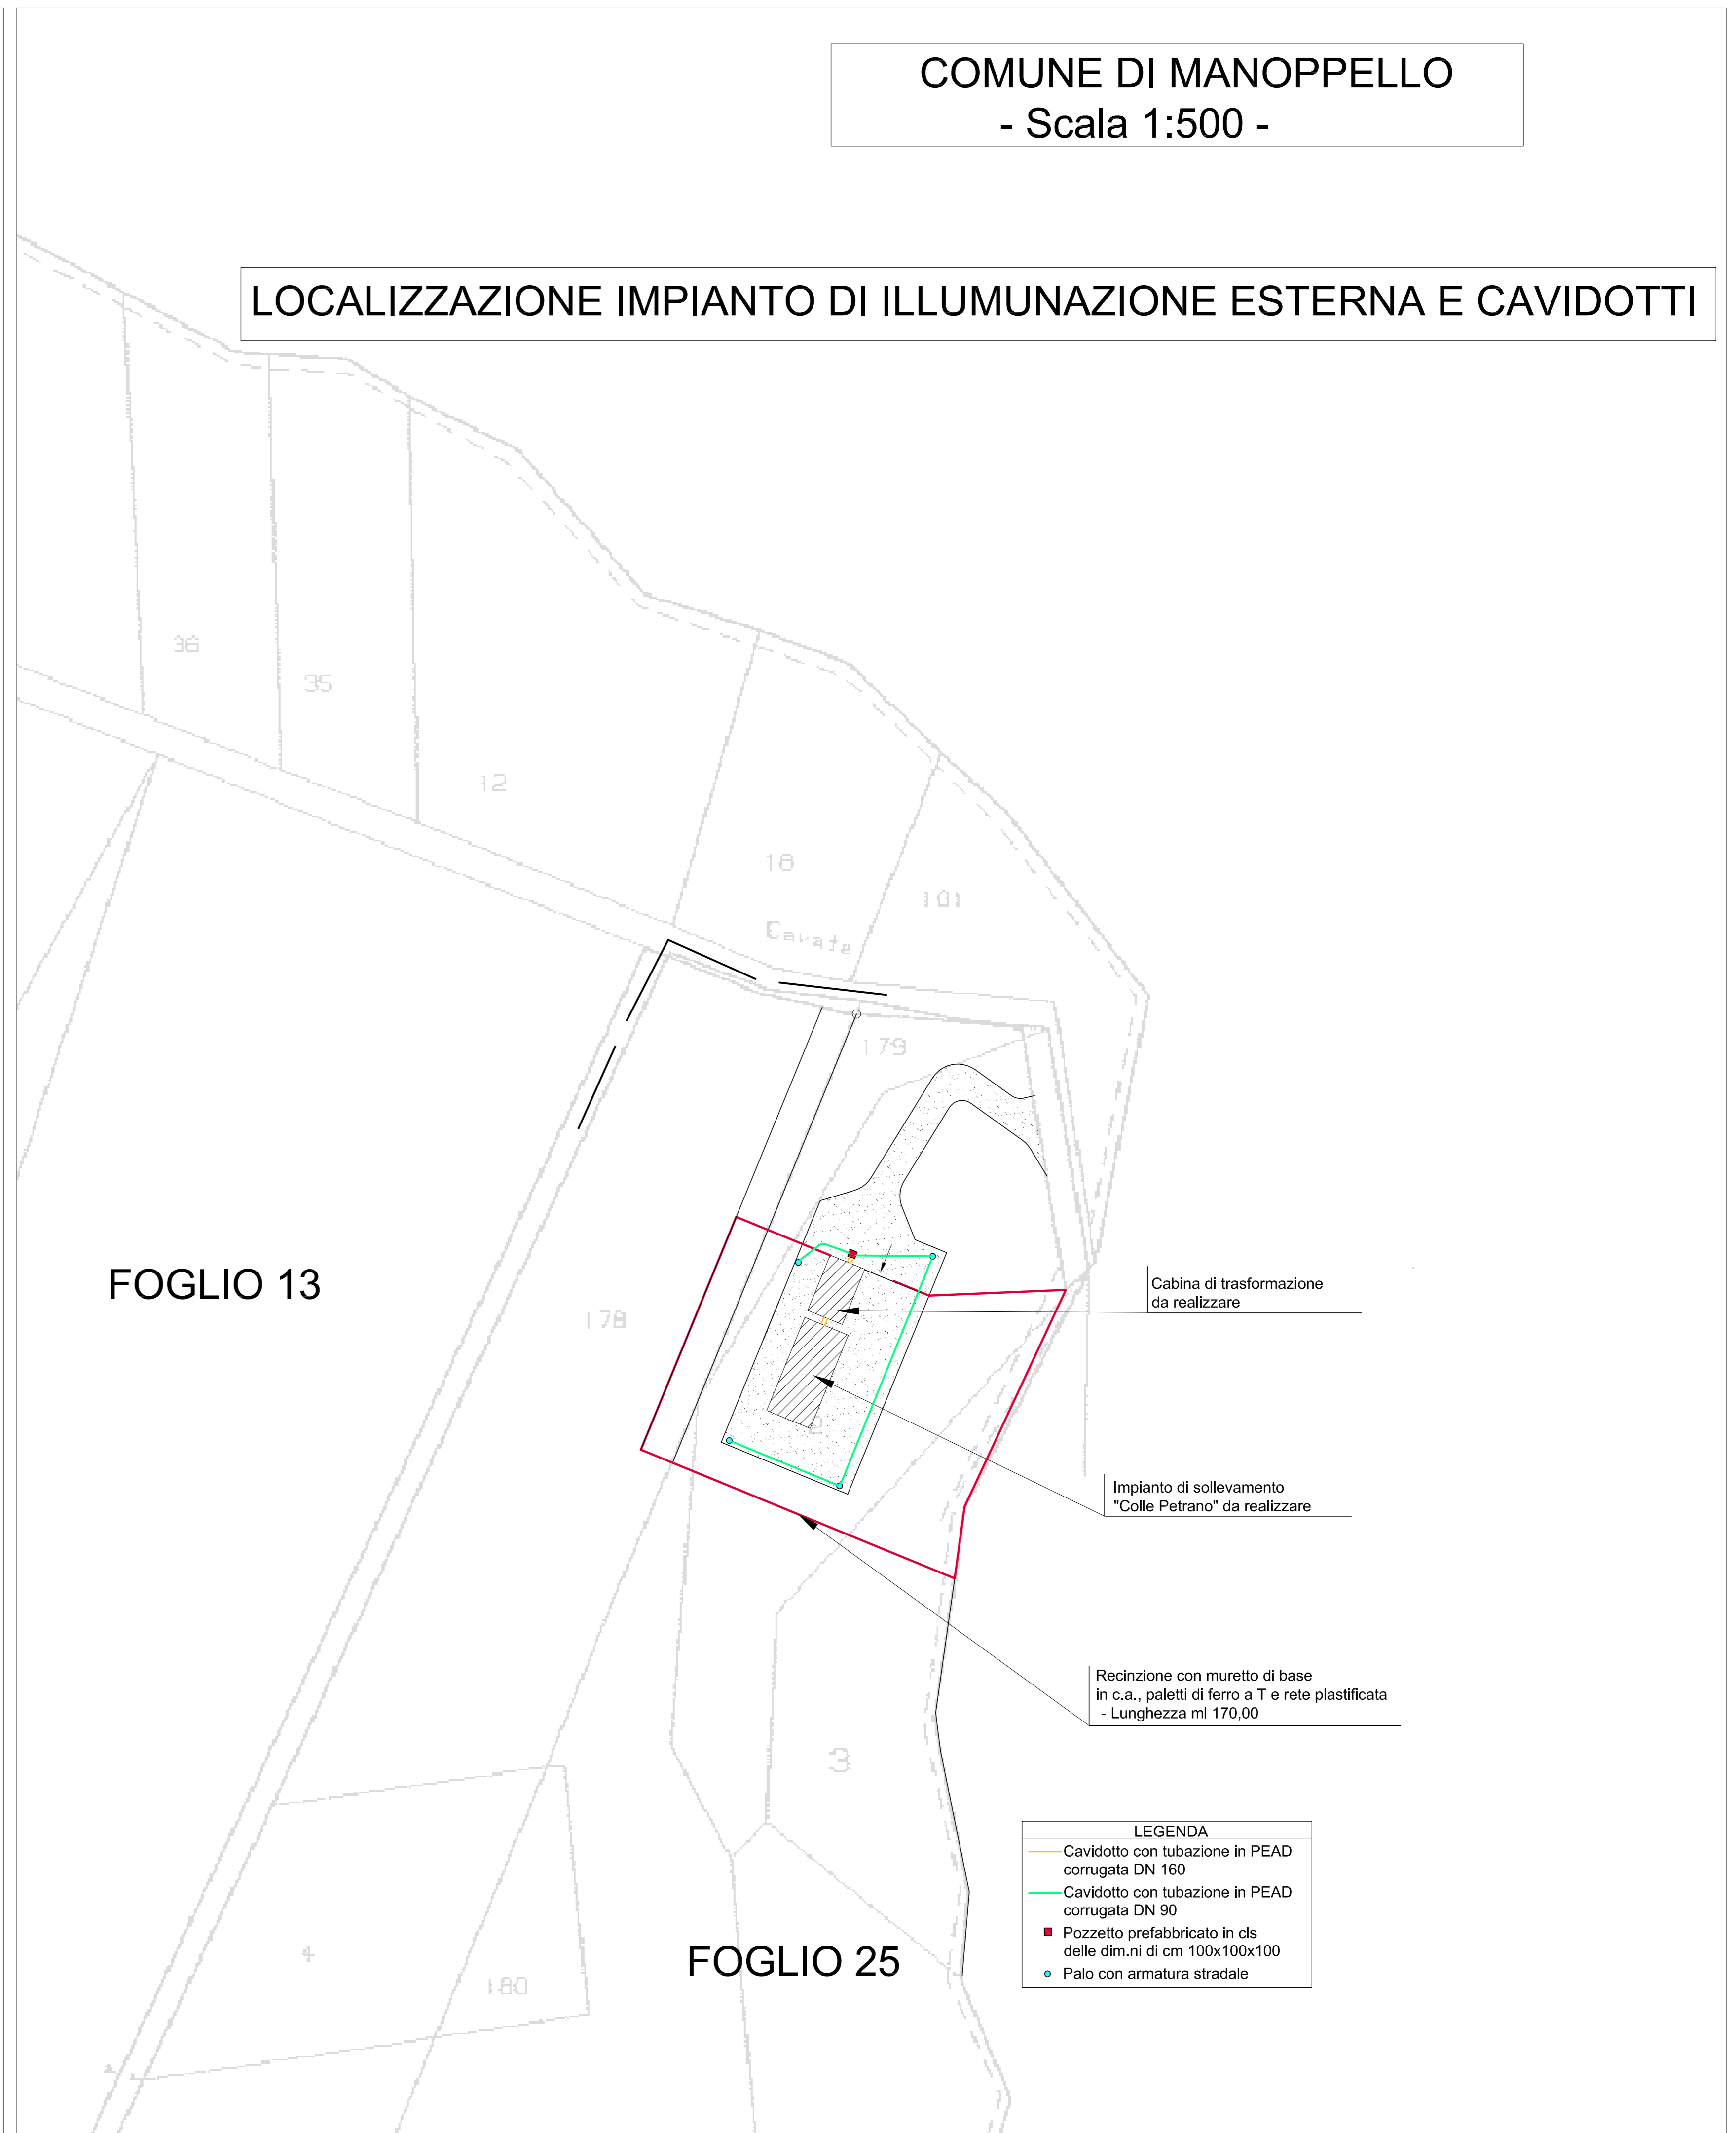 COMUNE DI MANOPPELLO
- Scala 1:500 -
LOCALIZZAZIONE IMPIANTO DI ILLUMUNAZIONE ESTERNA E CAVIDOTTI
36
35
12
18
101
179
FOGLIO 13
178
Cabina di trasformazione
da realizzare
2
Impianto di sollevamento
"Colle Petrano" da realizzare
Recinzione con muretto di base
in c.a., paletti di ferro a T e rete plastificata
- Lunghezza ml 170,00
3
LEGENDA
Cavidotto con tubazione in PEAD
corrugata DN 160
Cavidotto con tubazione in PEAD
corrugata DN 90
Pozzetto prefabbricato in cls
delle dim.ni di cm 100x100x100
Palo con armatura stradale
4
180
FOGLIO 25